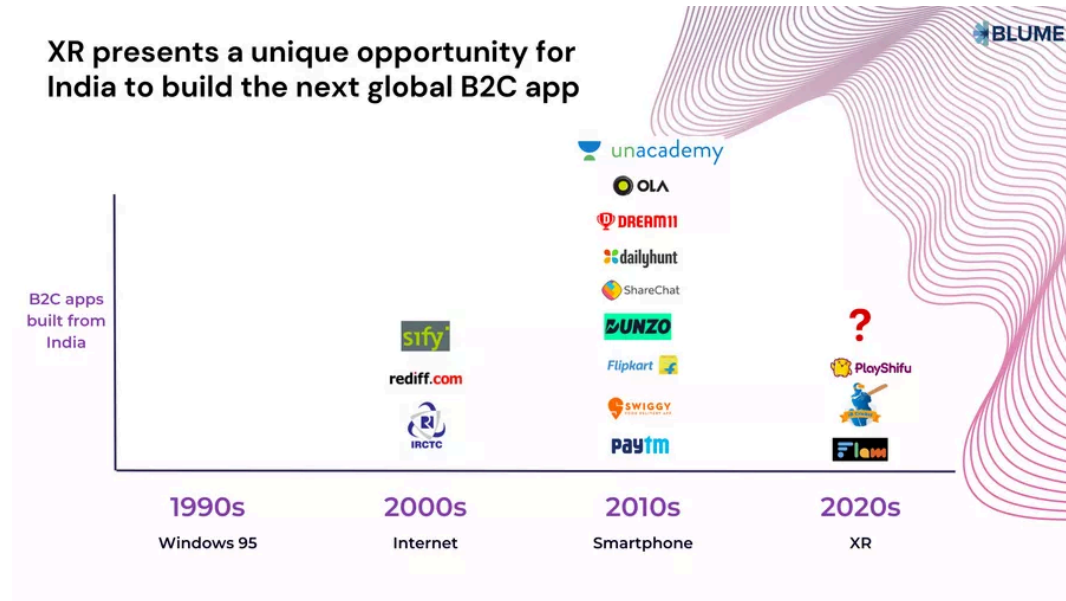 XR presents a unique opportunity for
India to build the next global B2C app
BLUME
unacademy
OLA
DREAM11
dailyhunt
ShareChat
DUNZO
Flipkart
SWIGGY
paytm
B2C apps
built from
India
sify
rediff.com
IRCTC
?
PlayShifu
Flam
1990s
2000s
2010s
2020s
Windows 95
Internet
Smartphone
XR